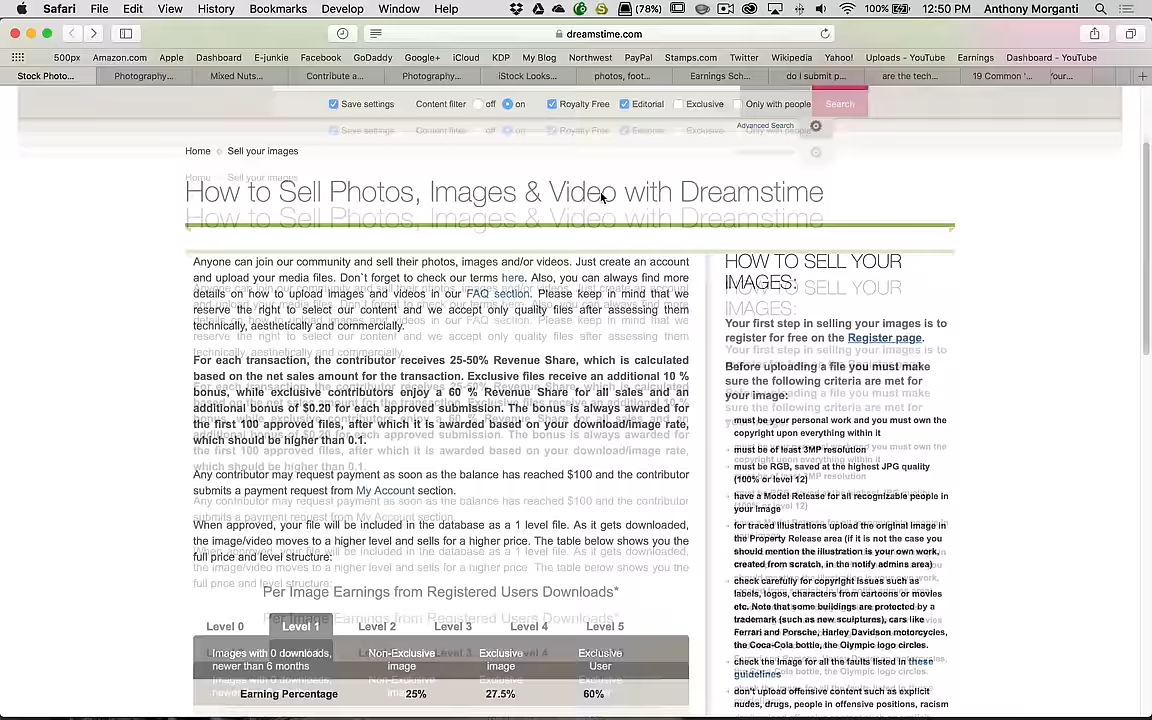 Safari File Edit View History Bookmarks Develop Window Help (78%) 100% 12:50 PM Anthony Morganti
dreamstime.com
500px Amazon.com Apple Dashboard E-junkie Facebook GoDaddy Google+ iCloud KDP My Blog Northwest PayPal Stamps.com Twitter Wikipedia Yahoo! Uploads - YouTube Earnings Dashboard - YouTube
Stock Photo... Photography... Mixed Nuts... Contribute a... Photography... iStock Looks... photos, foot... Earnings Sch... do I submit p... are the tech... 19 Common '... Your...
Save settings Content filter off on Royalty Free Editorial Exclusive Only with people Search
Advanced Search
Home Sell your images
How to Sell Photos, Images & Video with Dreamstime
Anyone can join our community and sell their photos, images and/or videos. Just create an account
and upload your media files. Don`t forget to check our terms here. Also, you can always find more
details on how to upload images and videos in our FAQ section. Please keep in mind that we
reserve the right to select our content and we accept only quality files after assessing them
technically, aesthetically and commercially.
For each transaction, the contributor receives 25-50% Revenue Share, which is calculated
based on the net sales amount for the transaction. Exclusive files receive an additional 10 %
bonus, while exclusive contributors enjoy a 60 % Revenue Share for all sales and an
additional bonus of $0.20 for each approved submission. The bonus is always awarded for
the first 100 approved files, after which it is awarded based on your download/image rate,
which should be higher than 0.1.
Any contributor may request payment as soon as the balance has reached $100 and the contributor
submits a payment request from My Account section.
When approved, your file will be included in the database as a 1 level file. As it gets downloaded,
the image/video moves to a higher level and sells for a higher price. The table below shows you the
full price and level structure:
Per Image Earnings from Registered Users Downloads*
Level 0 Level 1 Level 2 Level 3 Level 4 Level 5
Images with 0 downloads, Non-Exclusive Exclusive Exclusive
newer than 6 months image image User
Earning Percentage 25% 27.5% 60%
HOW TO SELL YOUR
IMAGES:
Your first step in selling your images is to
register for free on the Register page.
Before uploading a file you must make
sure the following criteria are met for
your image:
must be your personal work and you must own the
copyright upon everything within it
must be of least 3MP resolution
must be RGB, saved at the highest JPG quality
(100% or level 12)
have a Model Release for all recognizable people in
your image
for traced illustrations upload the original image in
the Property Release area (if it is not the case you
should mention the illustration is your own work,
created from scratch, in the notify admins area)
check carefully for copyright issues such as
labels, logos, characters from cartoons or movies
etc. Note that some buildings are protected by a
trademark (such as new sculptures), cars like
Ferrari and Porsche, Harley Davidson motorcycles,
the Coca-Cola bottle, the Olympic logo circles.
check the image for all the faults listed in these
guidelines
don't upload offensive content such as explicit
nudes, drugs, people in offensive positions, racism